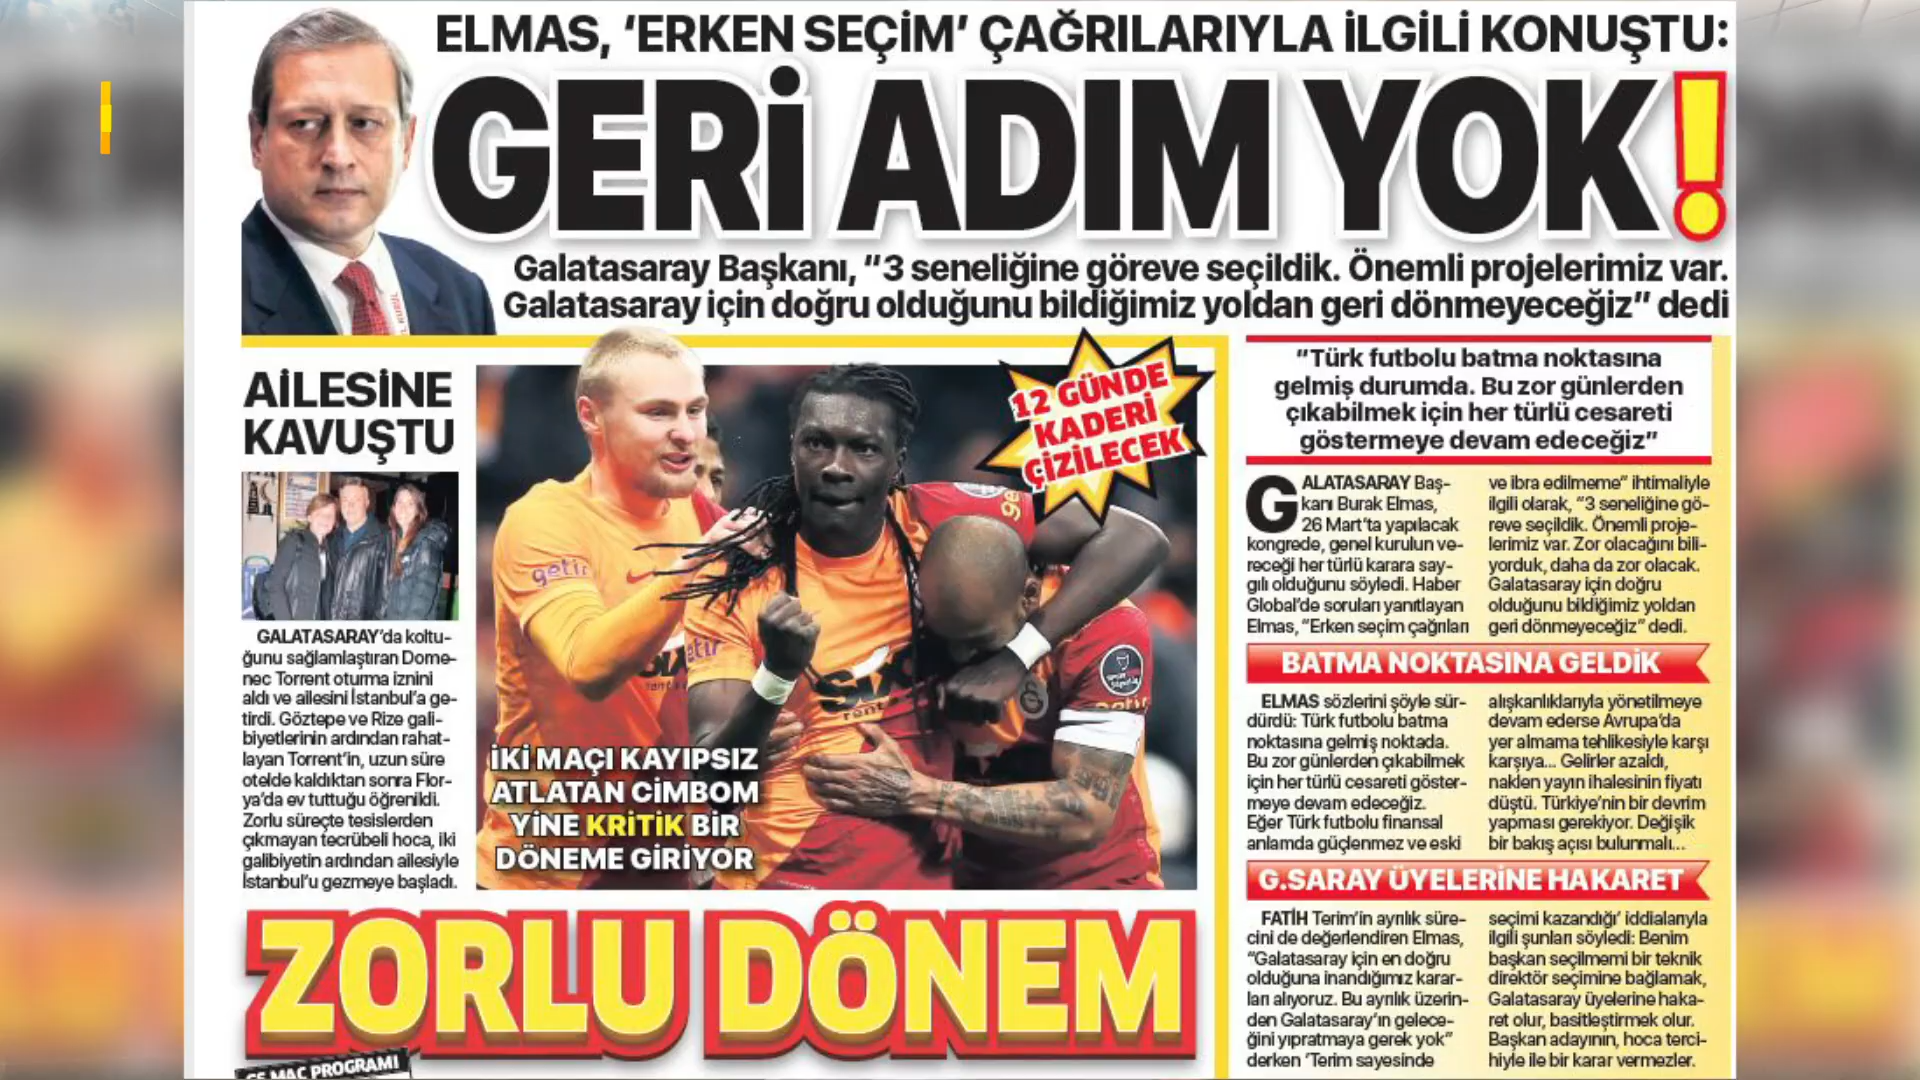 ELMAS, ‘ERKEN SEÇİM’ ÇAĞRILARIYLA İLGİLİ KONUŞTU:
GERİ ADIM YOK!
Galatasaray Başkanı, “3 seneliğine göreve seçildik. Önemli projelerimiz var.
Galatasaray için doğru olduğunu bildiğimiz yoldan geri dönmeyeceğiz” dedi
AİLESİNE
KAVUŞTU
GALATASARAY’da koltu-
ğunu sağlamlaştıran Dome-
nec Torrent oturma iznini
aldı ve ailesini İstanbul’a ge-
tirdi. Göztepe ve Rize gali-
biyetlerinin ardından rahat-
layan Torrent’in, uzun süre
otelde kaldıktan sonra Flor-
ya’da ev tuttuğu öğrenildi.
Zorlu süreçte tesislerden
çıkmayan tecrübeli hoca, iki
galibiyetin ardından ailesiyle
İstanbul’u gezmeye başladı.
12 GÜNDE
KADERİ
ÇİZİLECEK
getir
İKİ MAÇI KAYIPSIZ
ATLATAN CİMBOM
YİNE KRİTİK BİR
DÖNEME GİRİYOR
ZORLU DÖNEM
GS MAÇ PROGRAMI
“Türk futbolu batma noktasına
gelmiş durumda. Bu zor günlerden
çıkabilmek için her türlü cesareti
göstermeye devam edeceğiz”
GALATASARAY Baş-
kanı Burak Elmas,
26 Mart’ta yapılacak
kongrede, genel kurulun ve-
receği her türlü karara say-
gılı olduğunu söyledi. Haber
Global’de soruları yanıtlayan
Elmas, “Erken seçim çağrıları
ve ibra edilmeme” ihtimaliyle
ilgili olarak, “3 seneliğine gö-
reve seçildik. Önemli proje-
lerimiz var. Zor olacağını bili-
yorduk, daha da zor olacak.
Galatasaray için doğru
olduğunu bildiğimiz yoldan
geri dönmeyeceğiz” dedi.
BATMA NOKTASINA GELDİK
ELMAS sözlerini şöyle sür-
dürdü: Türk futbolu batma
noktasına gelmiş noktada.
Bu zor günlerden çıkabilmek
için her türlü cesareti göster-
meye devam edeceğiz.
Eğer Türk futbolu finansal
anlamda güçlenmez ve eski
alışkanlıklarıyla yönetilmeye
devam ederse Avrupa’da
yer almama tehlikesiyle karşı
karşıya... Gelirler azaldı,
naklen yayın ihalesinin fiyatı
düştü. Türkiye’nin bir devrim
yapması gerekiyor. Değişik
bir bakış açısı bulunmalı...
G.SARAY ÜYELERİNE HAKARET
FATİH Terim’in ayrılık süre-
cini de değerlendiren Elmas,
“Galatasaray için en doğru
olduğuna inandığımız karar-
ları alıyoruz. Bu ayrılık üzerin-
den Galatasaray’ın gelece-
ğini yıpratmaya gerek yok”
derken ‘Terim sayesinde
seçimi kazandığı’ iddialarıyla
ilgili şunları söyledi: Benim
başkan seçilmemi bir teknik
direktör seçimine bağlamak,
Galatasaray üyelerine haka-
ret olur, basitleştirmek olur.
Başkan adayının, hoca terci-
hiyle ile bir karar vermezler.